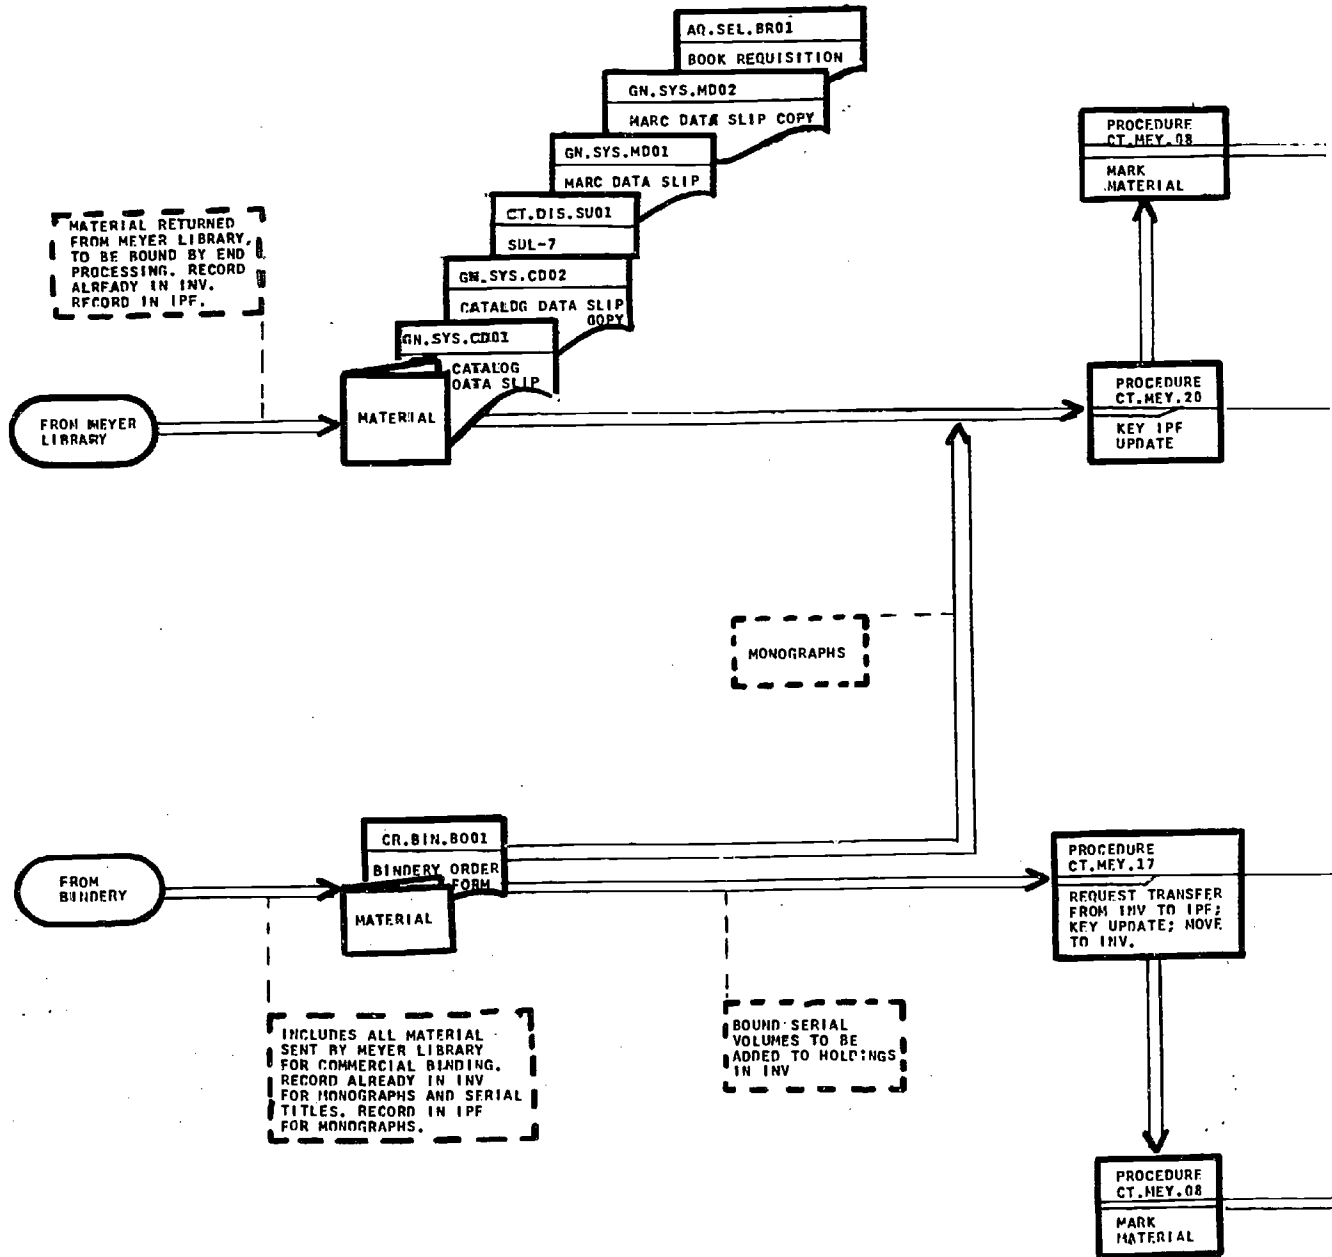 AQ.SEL.BR01
BOOK REQUISITION
GN.SYS.MD02
MARC DATA SLIP COPY
GN.SYS.MD01
MARC DATA SLIP
CT.DIS.SU01
SUL-7
GN.SYS.CD02
CATALOG DATA SLIP
COPY
GN.SYS.CD01
CATALOG
DATA SLIP
MATERIAL
PROCEDURE
CT.MEY.08
MARK
MATERIAL
MATERIAL RETURNED
FROM MEYER LIBRARY,
TO BE BOUND BY END
PROCESSING. RECORD
ALREADY IN INV.
RECORD IN IPF.
FROM MEYER
LIBRARY
PROCEDURE
CT.MEY.20
KEY IPF
UPDATE
MONOGRAPHS
CR.BIN.BO01
BINDERY ORDER
FORM
MATERIAL
FROM
BINDERY
PROCEDURE
CT.MEY.17
REQUEST TRANSFER
FROM INV TO IPF;
KEY UPDATE; MOVE
TO INV.
INCLUDES ALL MATERIAL
SENT BY MEYER LIBRARY
FOR COMMERCIAL BINDING.
RECORD ALREADY IN INV
FOR MONOGRAPHS AND SERIAL
TITLES. RECORD IN IPF
FOR MONOGRAPHS.
BOUND SERIAL
VOLUMES TO BE
ADDED TO HOLDINGS
IN INV
PROCEDURE
CT.MEY.08
MARK
MATERIAL